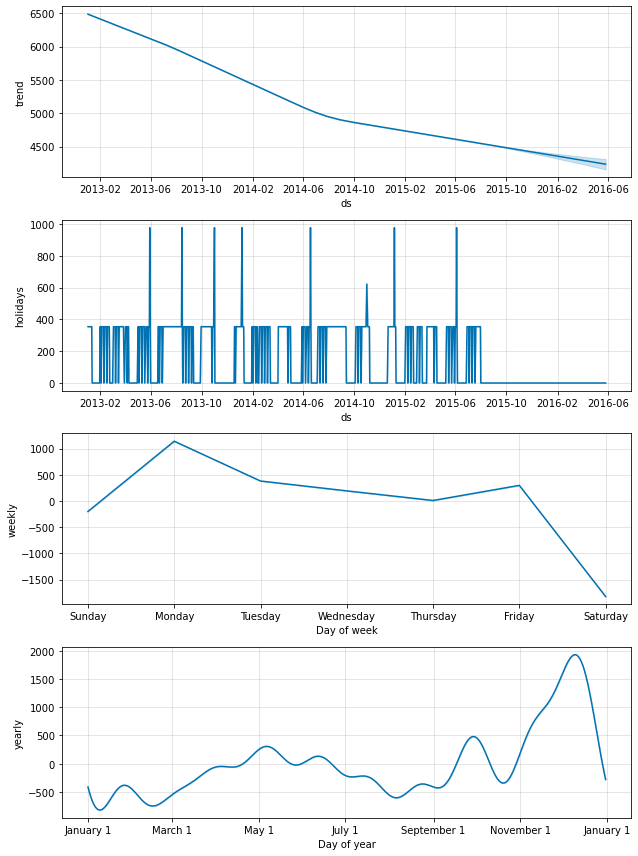 6500
6000
5500
5000
4500
trend
2013-02 2013-06 2013-10 2014-02 2014-06 2014-10 2015-02 2015-06 2015-10 2016-02 2016-06
ds
1000
800
600
400
200
0
holidays
2013-02 2013-06 2013-10 2014-02 2014-06 2014-10 2015-02 2015-06 2015-10 2016-02 2016-06
ds
1000
500
0
−500
−1000
−1500
weekly
Sunday Monday Tuesday Wednesday Thursday Friday Saturday
Day of week
2000
1500
1000
500
0
−500
yearly
January 1 March 1 May 1 July 1 September 1 November 1 January 1
Day of year